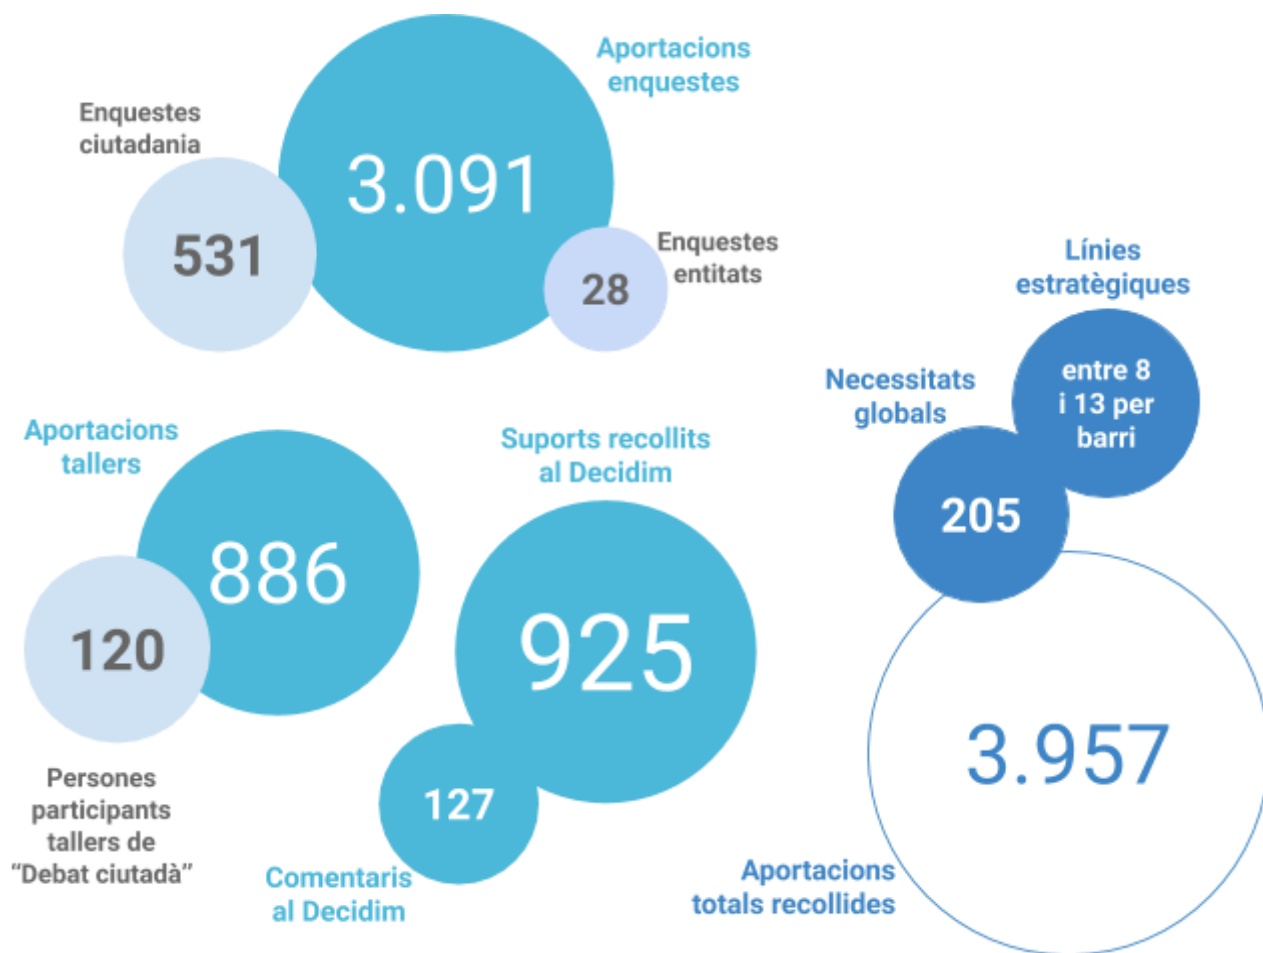 Aportacions
enquestes
Enquestes
ciutadania
3.091
531
Enquestes
entitats
28
Línies
estratègiques
entre 8
i 13 per
barri
Necessitats
globals
205
Aportacions
tallers
886
120
Persones
participants
tallers de
“Debat ciutadà”
Suports recollits
al Decidim
925
127
Comentaris
al Decidim
3.957
Aportacions
totals recollides